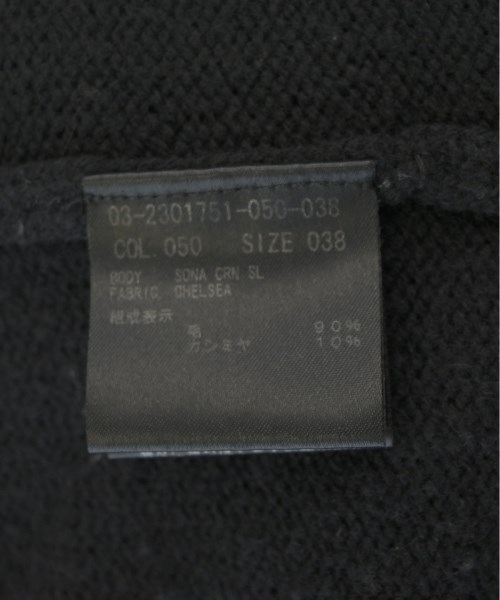 03-2301751-050-038
COL. 050 SIZE 038
BODY SONA CRN SL
FABRIC CHELSEA
組成表示
毛 90%
カシミヤ 10%